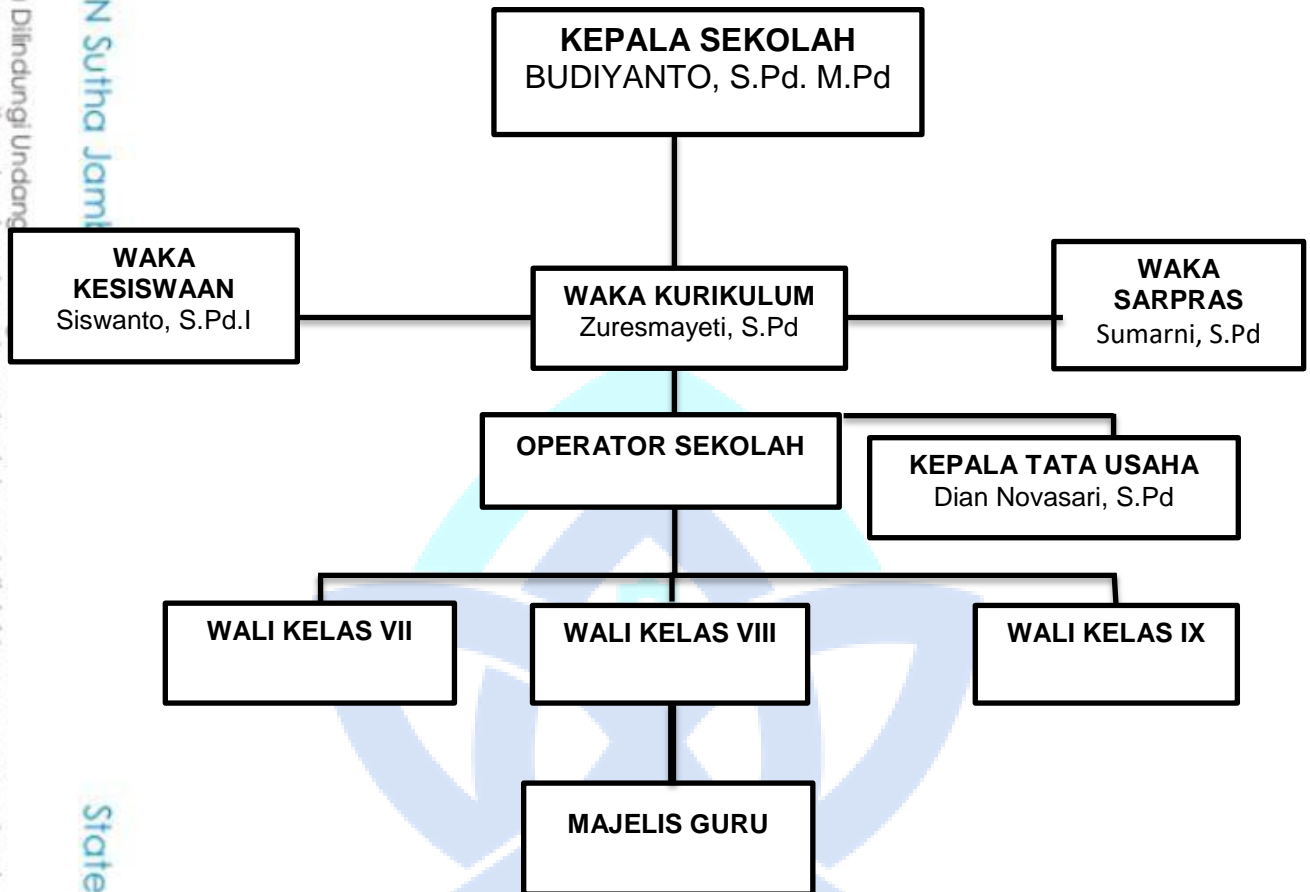 KEPALA SEKOLAH
BUDIYANTO, S.Pd. M.Pd
WAKA
KESISWAAN
Siswanto, S.Pd.I
WAKA KURIKULUM
Zuresmayeti, S.Pd
WAKA
SARPRAS
Sumarni, S.Pd
OPERATOR SEKOLAH
KEPALA TATA USAHA
Dian Novasari, S.Pd
WALI KELAS VII
WALI KELAS VIII
WALI KELAS IX
MAJELIS GURU
N Sutha Jamb
Dilindungi Undang
State